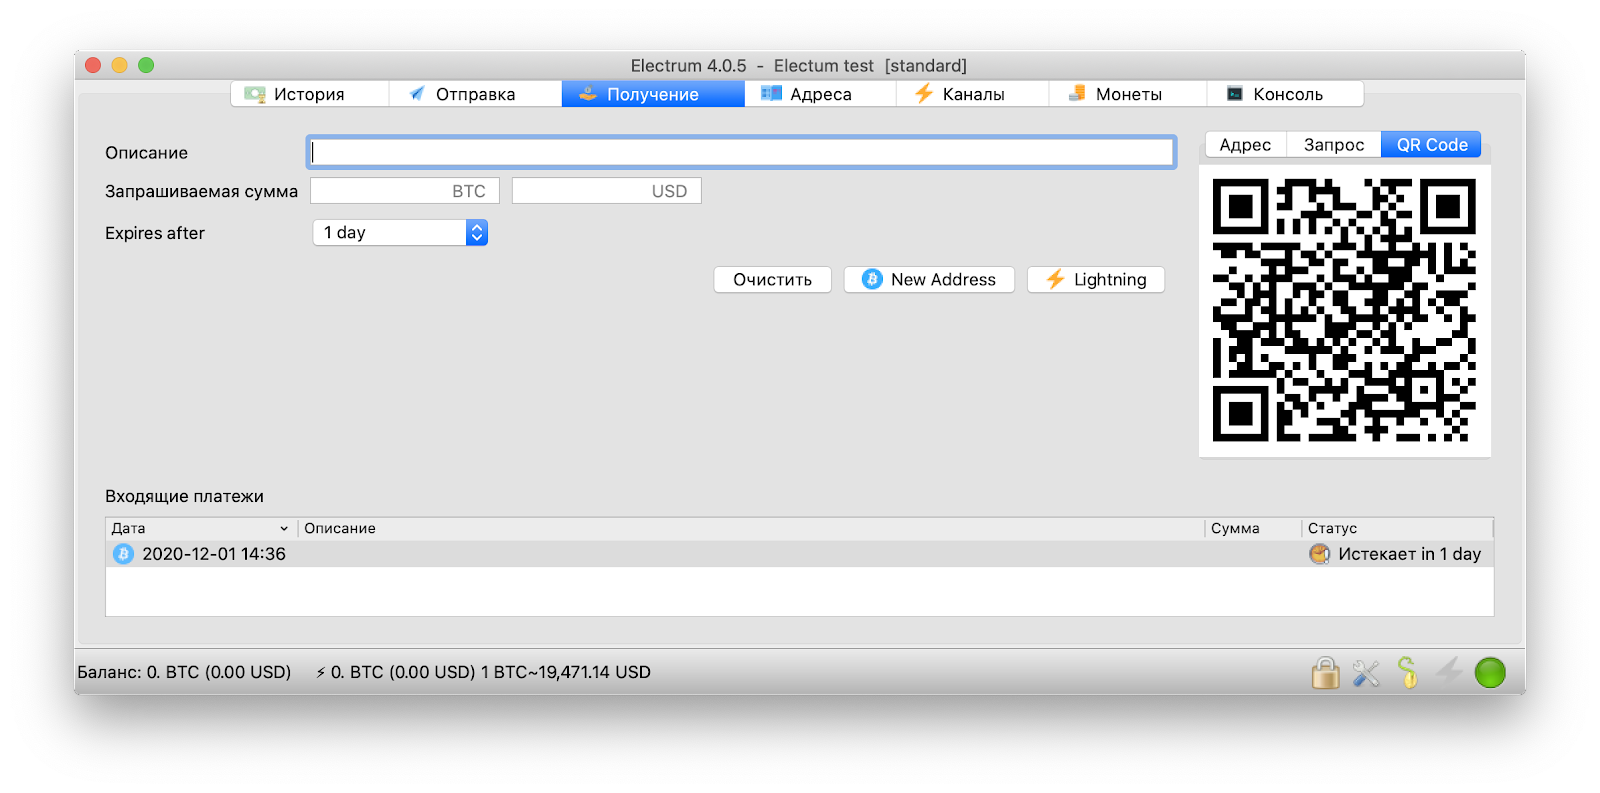 Electrum 4.0.5 - Electum test [standard]
История Отправка Получение Адреса Каналы Монеты Консоль
Описание
Адрес Запрос QR Code
Запрашиваемая сумма BTC USD
Expires after 1 day
Очистить New Address Lightning
Входящие платежи
Дата Описание Сумма Статус
2020-12-01 14:36 Истекает in 1 day
Баланс: 0. BTC (0.00 USD) ⚡ 0. BTC (0.00 USD) 1 BTC~19,471.14 USD